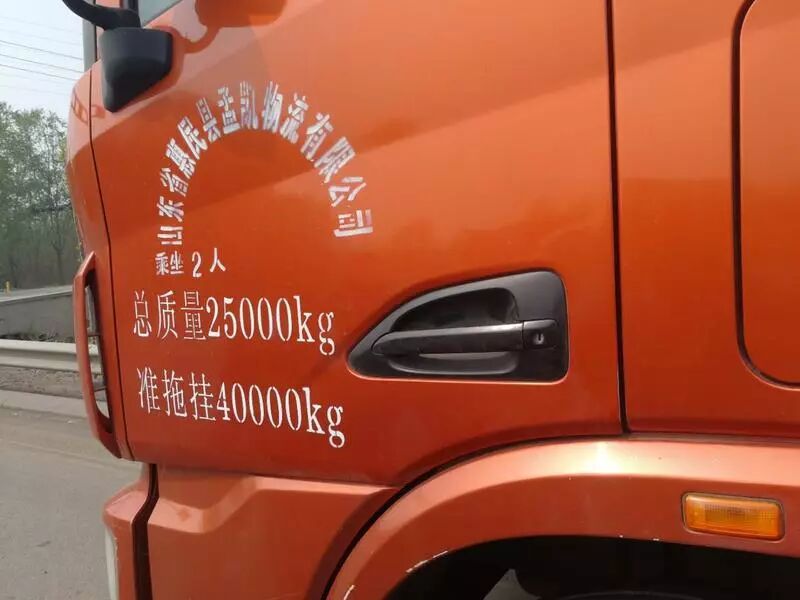 山东省惠民县孟凯物流有限公司
乘坐2人
总质量25000kg
准拖挂40000kg